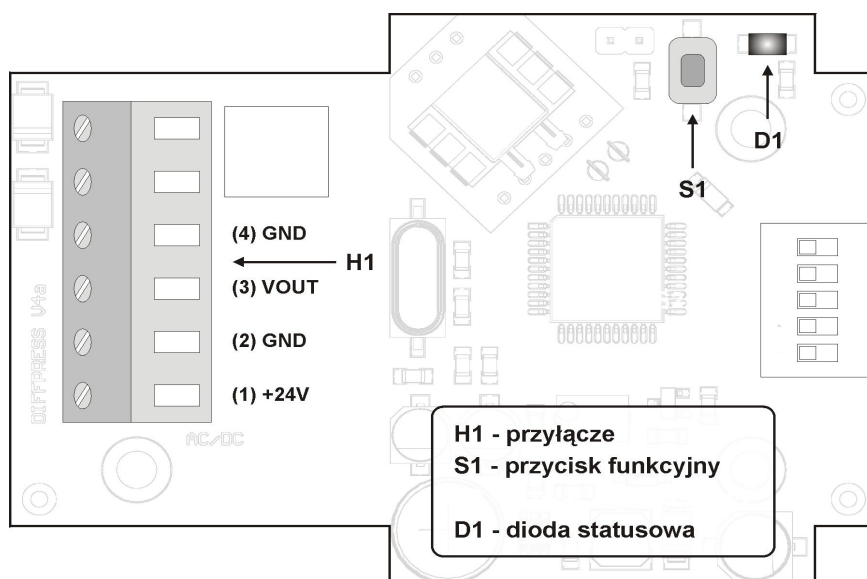 D1
S1
(4) GND
H1
(3) VOUT
(2) GND
(1) +24V
DIFFPRESS V4a
AC/DC
H1 - przyłącze
S1 - przycisk funkcyjny
D1 - dioda statusowa